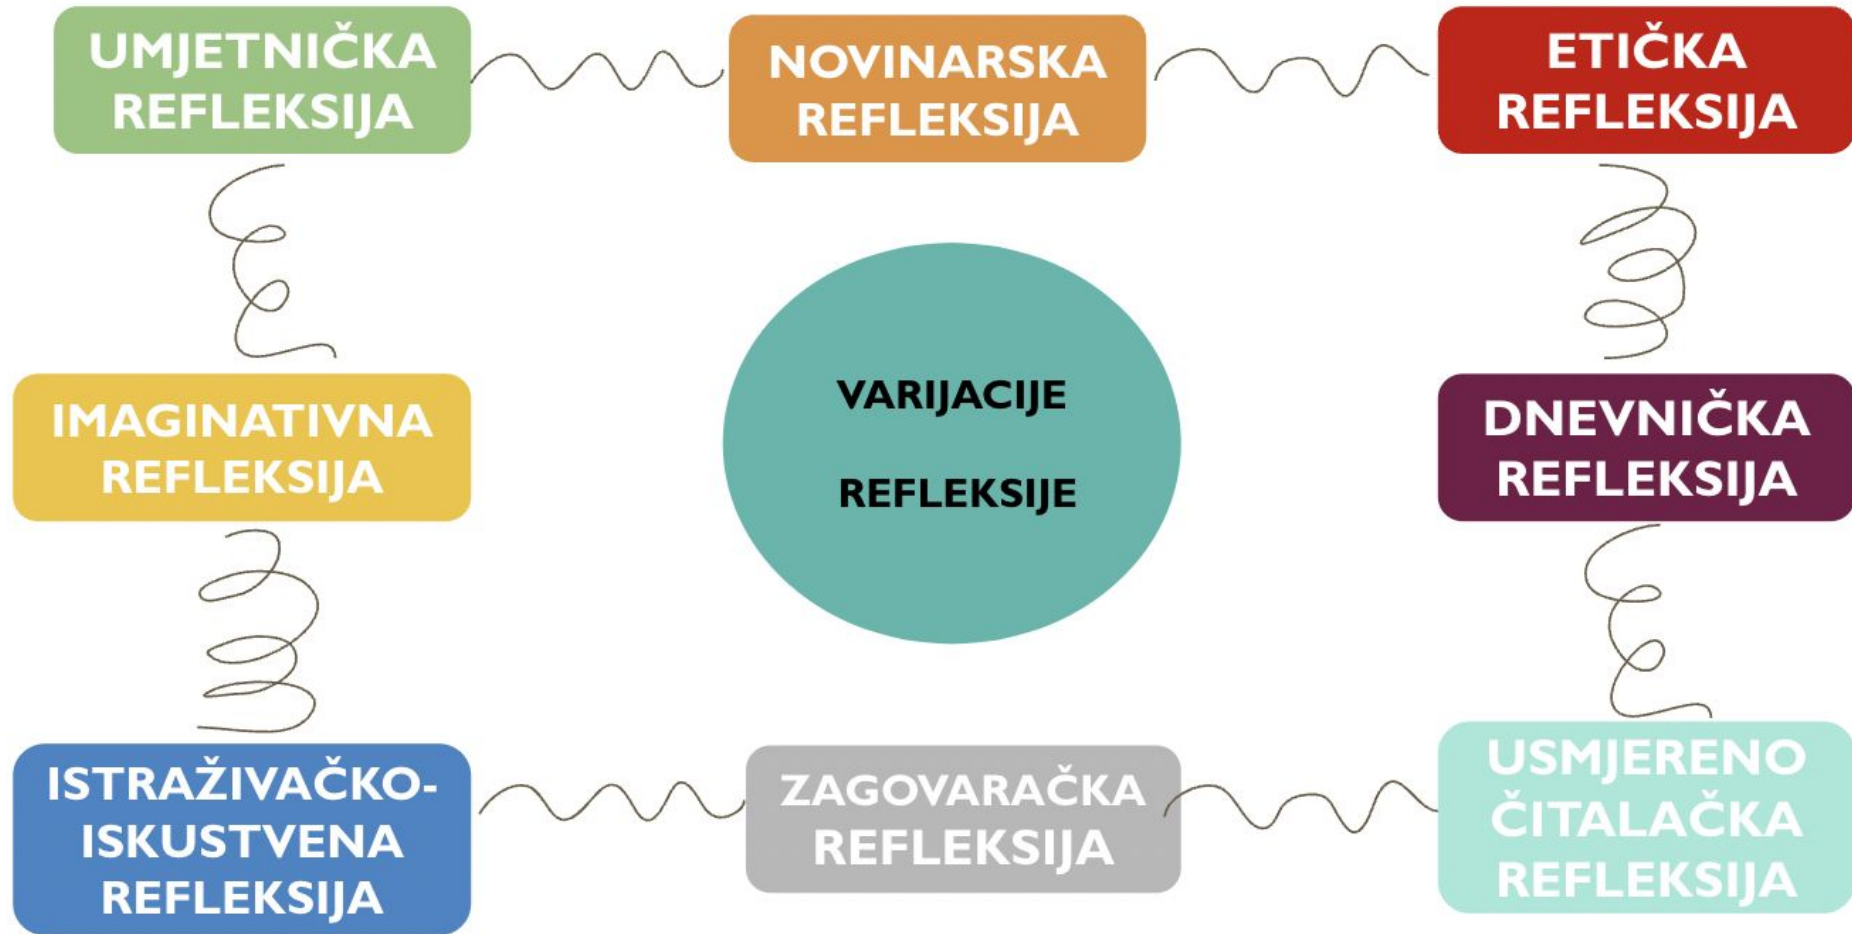 UMJETNIČKA
REFLEKSIJA
NOVINARSKA
REFLEKSIJA
ETIČKA
REFLEKSIJA
IMAGINATIVNA
REFLEKSIJA
VARIJACIJE
REFLEKSIJE
DNEVNIČKA
REFLEKSIJA
ISTRAŽIVAČKO-
ISKUSTVENA
REFLEKSIJA
ZAGOVARAČKA
REFLEKSIJA
USMJERENO
ČITALAČKA
REFLEKSIJA